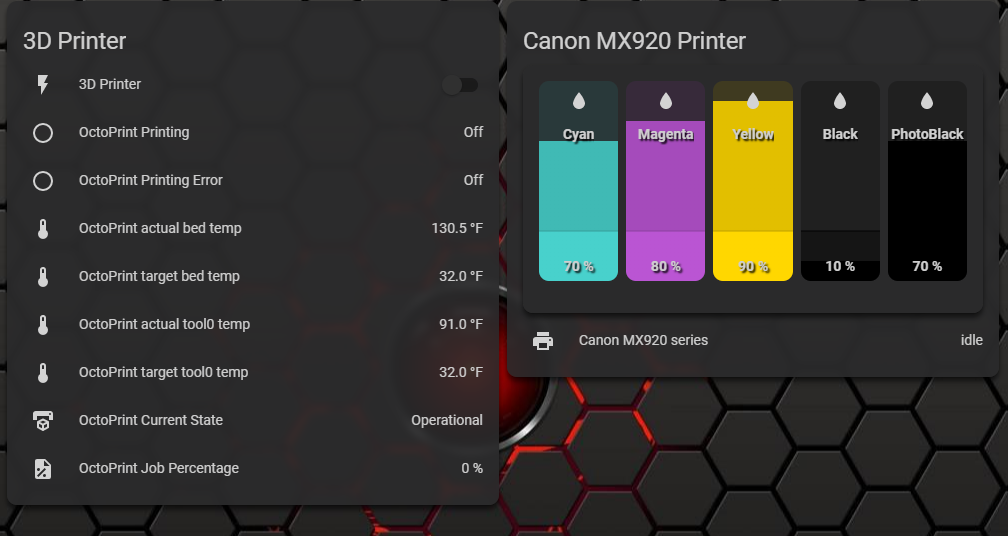 3D Printer
3D Printer
OctoPrint Printing Off
OctoPrint Printing Error Off
OctoPrint actual bed temp 130.5 °F
OctoPrint target bed temp 32.0 °F
OctoPrint actual tool0 temp 91.0 °F
OctoPrint target tool0 temp 32.0 °F
OctoPrint Current State Operational
OctoPrint Job Percentage 0 %
Canon MX920 Printer
Cyan Magenta Yellow Black PhotoBlack
70 % 80 % 90 % 10 % 70 %
Canon MX920 series idle